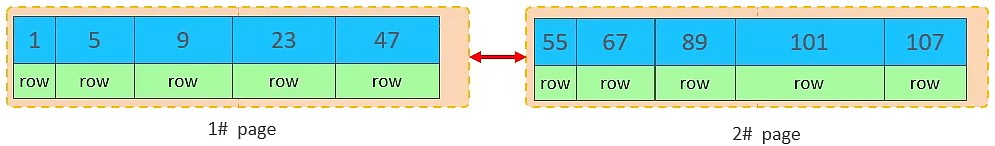 1 5 9 23 47
row row row row row
1# page
55 67 89 101 107
row row row row row
2# page